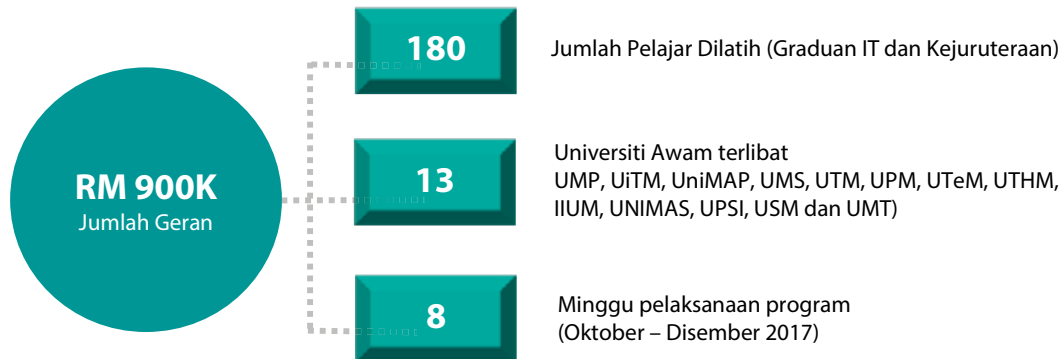 RM 900K
Jumlah Geran
180
Jumlah Pelajar Dilatih (Graduan IT dan Kejuruteraan)
13
Universiti Awam terlibat
UMP, UiTM, UniMAP, UMS, UTM, UPM, UTeM, UTHM,
IIUM, UNIMAS, UPSI, USM dan UMT)
8
Minggu pelaksanaan program
(Oktober – Disember 2017)